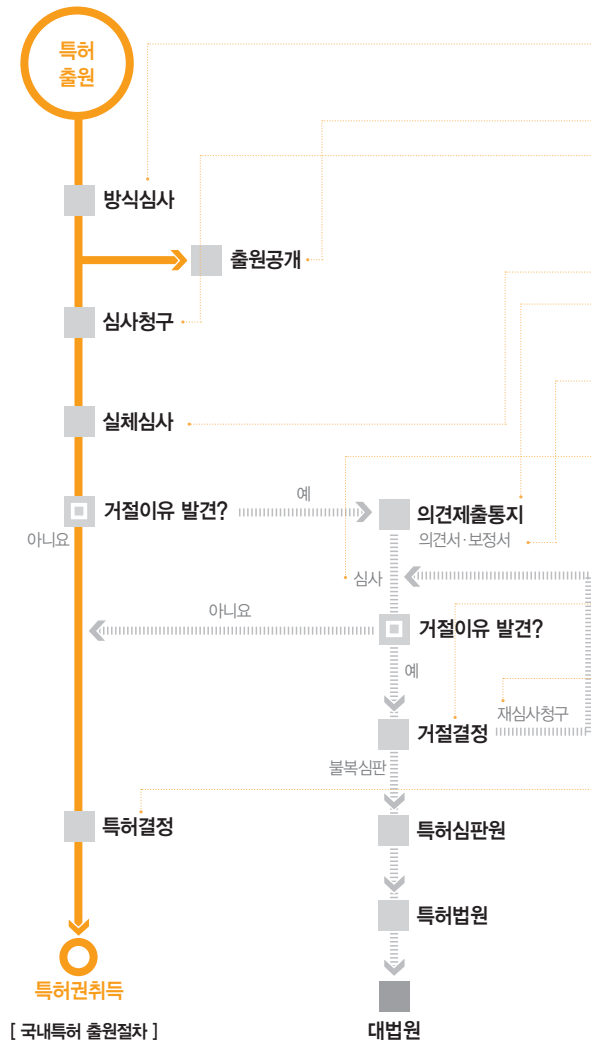 특허
출원
방식심사
출원공개
심사청구
실체심사
거절이유 발견?
예
의견제출통지
아니요
의견서·보정서
심사
아니요
거절이유 발견?
예
재심사청구
거절결정
불복심판
특허결정
특허심판원
특허법원
특허권취득
[ 국내특허 출원절차 ]
대법원